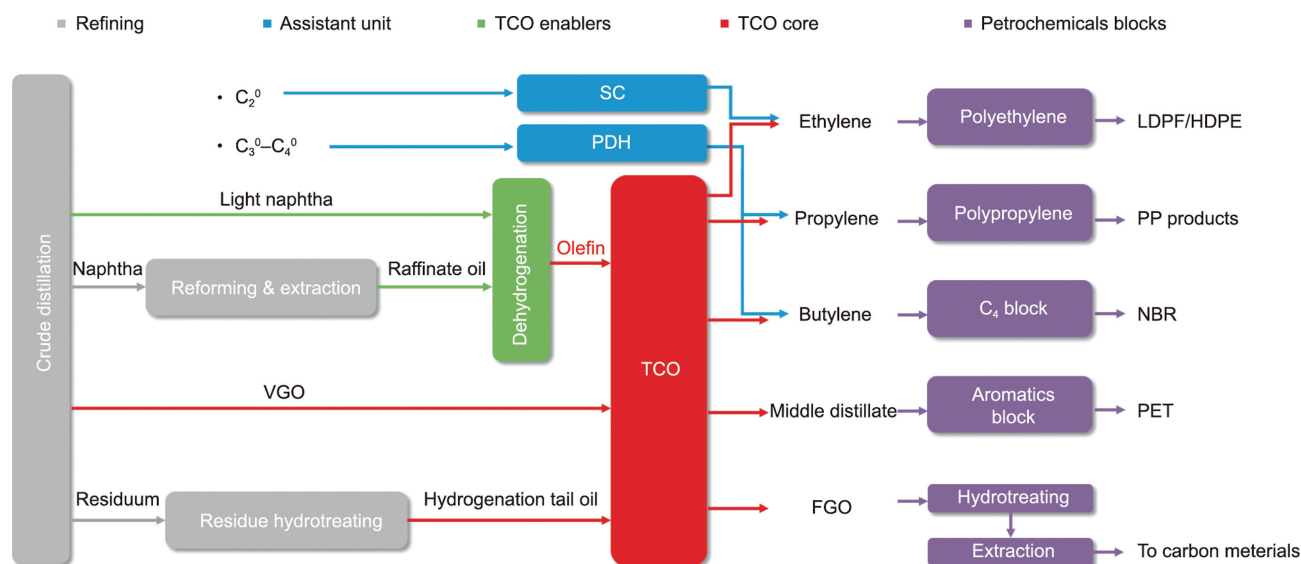 Refining
Assistant unit
TCO enablers
TCO core
Petrochemicals blocks
Crude distillation
• C₂⁰
SC
Ethylene
Polyethylene
LDPF/HDPE
• C₃⁰–C₄⁰
PDH
Light naphtha
Dehydrogenation
Propylene
Polypropylene
PP products
Naphtha
Reforming & extraction
Raffinate oil
Olefin
TCO
Butylene
C₄ block
NBR
VGO
Middle distillate
Aromatics
block
PET
Residuum
Residue hydrotreating
Hydrogenation tail oil
FGO
Hydrotreating
Extraction
To carbon meterials